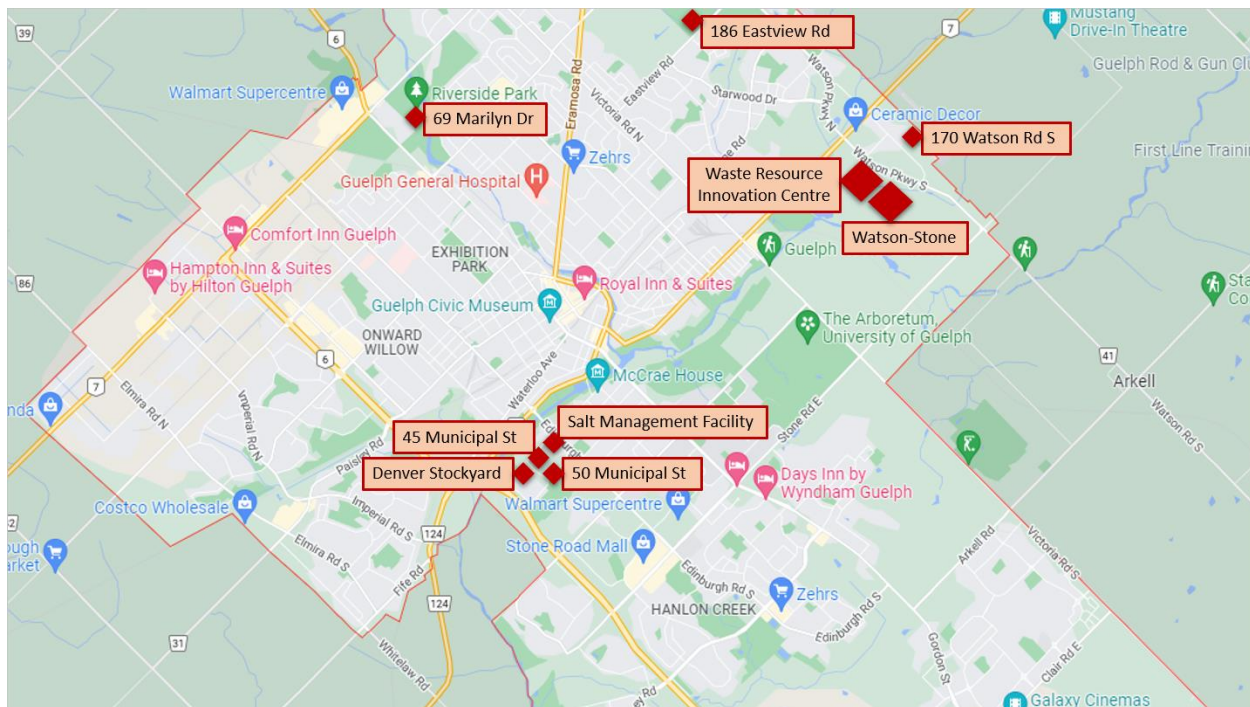 39
6
7
Mustang
Drive-In Theatre
186 Eastview Rd
Guelph Rod & Gun Clu
Walmart Supercentre
Riverside Park
69 Marilyn Dr
Eramosa Rd
Victoria Rd N
Eastview Rd
Starwood Dr
Watson Pkwy N
Ceramic Decor
170 Watson Rd S
First Line Training
Zehrs
Guelph General Hospital
Waste Resource
Innovation Centre
Watson Pkwy S
Watson-Stone
Comfort Inn Guelph
EXHIBITION
PARK
Guelph
Hampton Inn & Suites
by Hilton Guelph
86
Royal Inn & Suites
Guelph Civic Museum
The Arboretum,
University of Guelph
ONWARD
WILLOW
6
7
41
Arkell
Waterloo Ave
McCrae House
Elmira Rd N
Imperial Rd N
Paisley Rd
Stone Rd E
Watson Rd S
Salt Management Facility
45 Municipal St
Denver Stockyard
50 Municipal St
Days Inn by
Wyndham Guelph
Walmart Supercentre
Costco Wholesale
Imperial Rd S
124
Stone Road Mall
Elmira Rd S
Fife Rd
Arkell Rd
Victoria Rd S
Edinburgh Rd S
124
HANLON CREEK
Zehrs
Edinburgh Rd S
31
Whitelaw Rd
Gordon St
Clair Rd E
Galaxy Cinemas